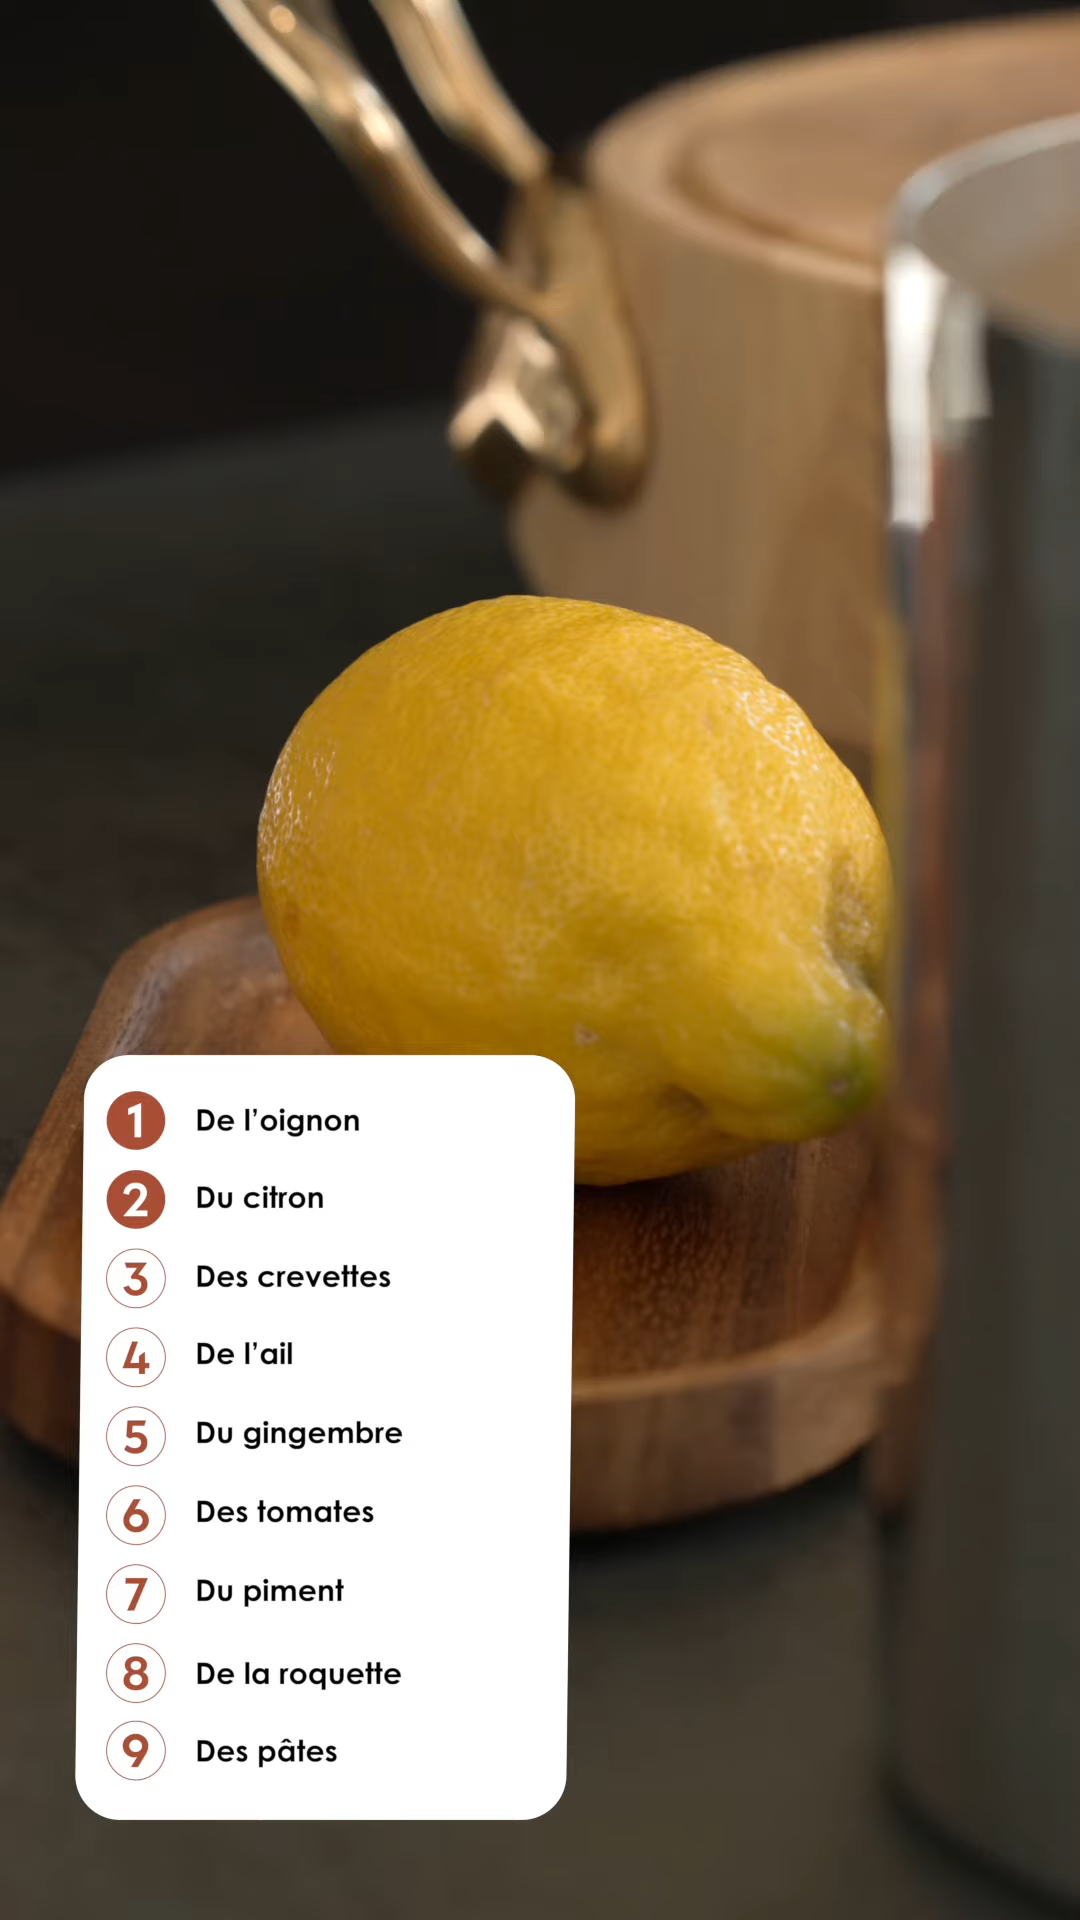 1 De l’oignon
2 Du citron
3 Des crevettes
4 De l’ail
5 Du gingembre
6 Des tomates
7 Du piment
8 De la roquette
9 Des pâtes